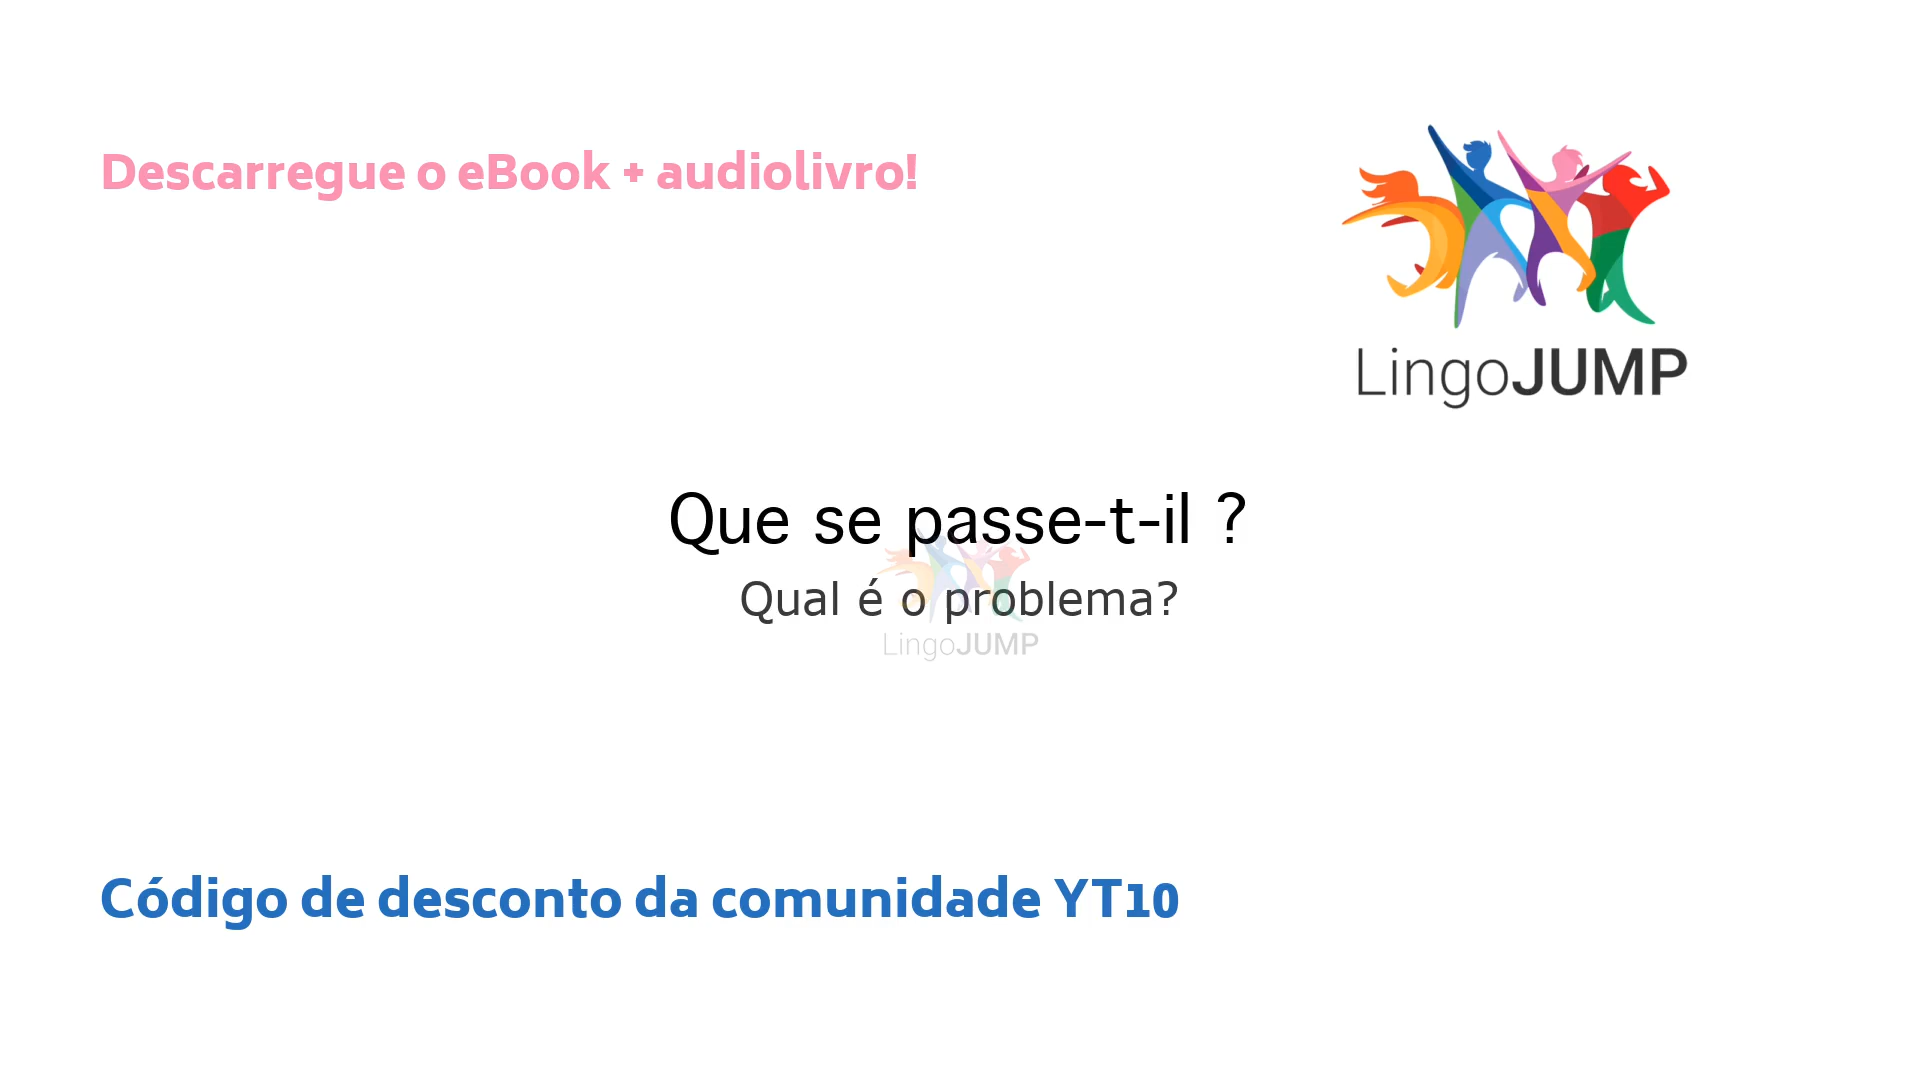 Descarregue o eBook + audiolivro!
LingoJUMP
Que se passe-t-il ?
Qual é o problema?
LingoJUMP
Código de desconto da comunidade YT10